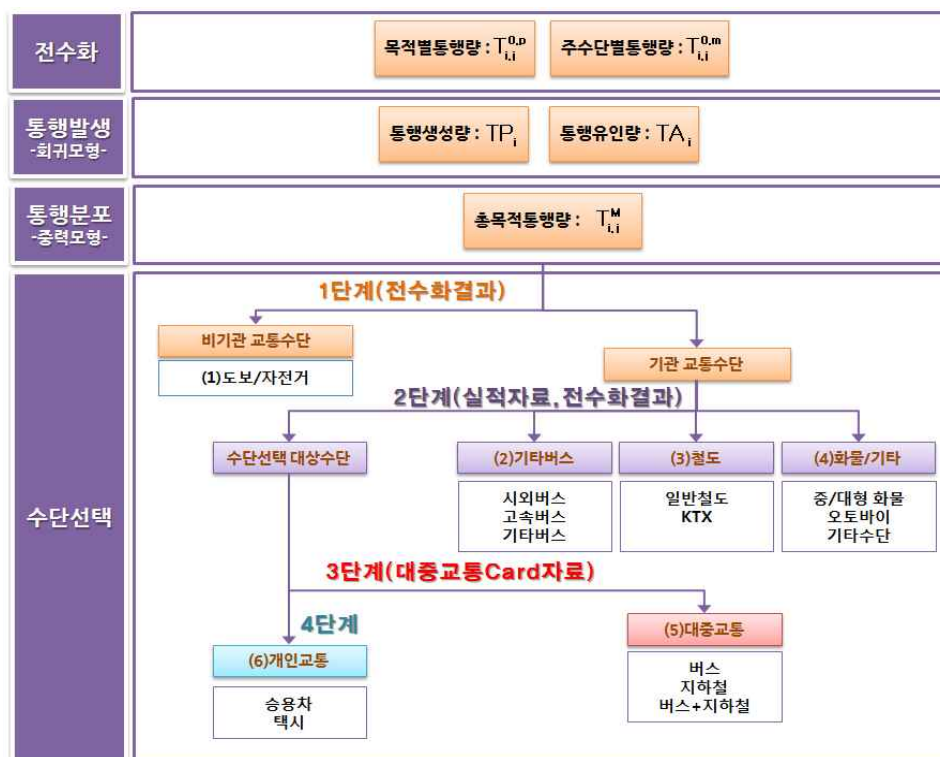 전수화
목적별통행량 : T^{0,p}_{i,i}
주수단별통행량 : T^{0,m}_{i,i}
통행발생
-회귀모형-
통행생성량 : TP_i
통행유인량 : TA_i
통행분포
-중력모형-
총목적통행량 : T^M_{i,i}
수단선택
1단계(전수화결과)
비기관 교통수단
(1)도보/자전거
기관 교통수단
2단계(실적자료,전수화결과)
수단선택 대상수단
(2)기타버스
시외버스
고속버스
기타버스
(3)철도
일반철도
KTX
(4)화물/기타
중/대형 화물
오토바이
기타수단
3단계(대중교통Card자료)
4단계
(6)개인교통
승용차
택시
(5)대중교통
버스
지하철
버스+지하철